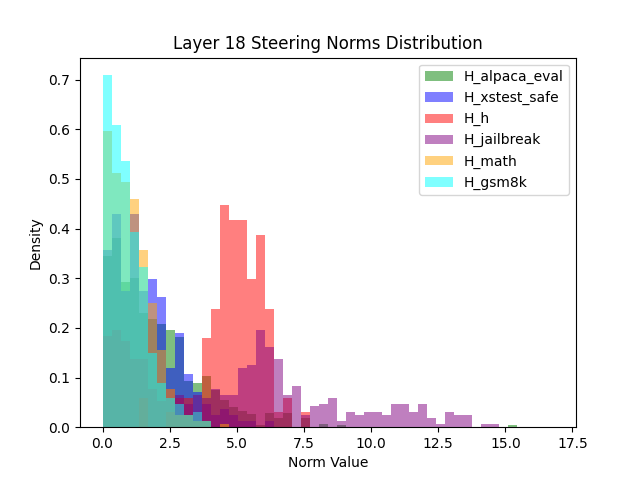 Layer 18 Steering Norms Distribution
H_alpaca_eval
H_xstest_safe
H_h
H_jailbreak
H_math
H_gsm8k
0.7
0.6
0.5
0.4
0.3
0.2
0.1
0.0
Density
0.0 2.5 5.0 7.5 10.0 12.5 15.0 17.5
Norm Value